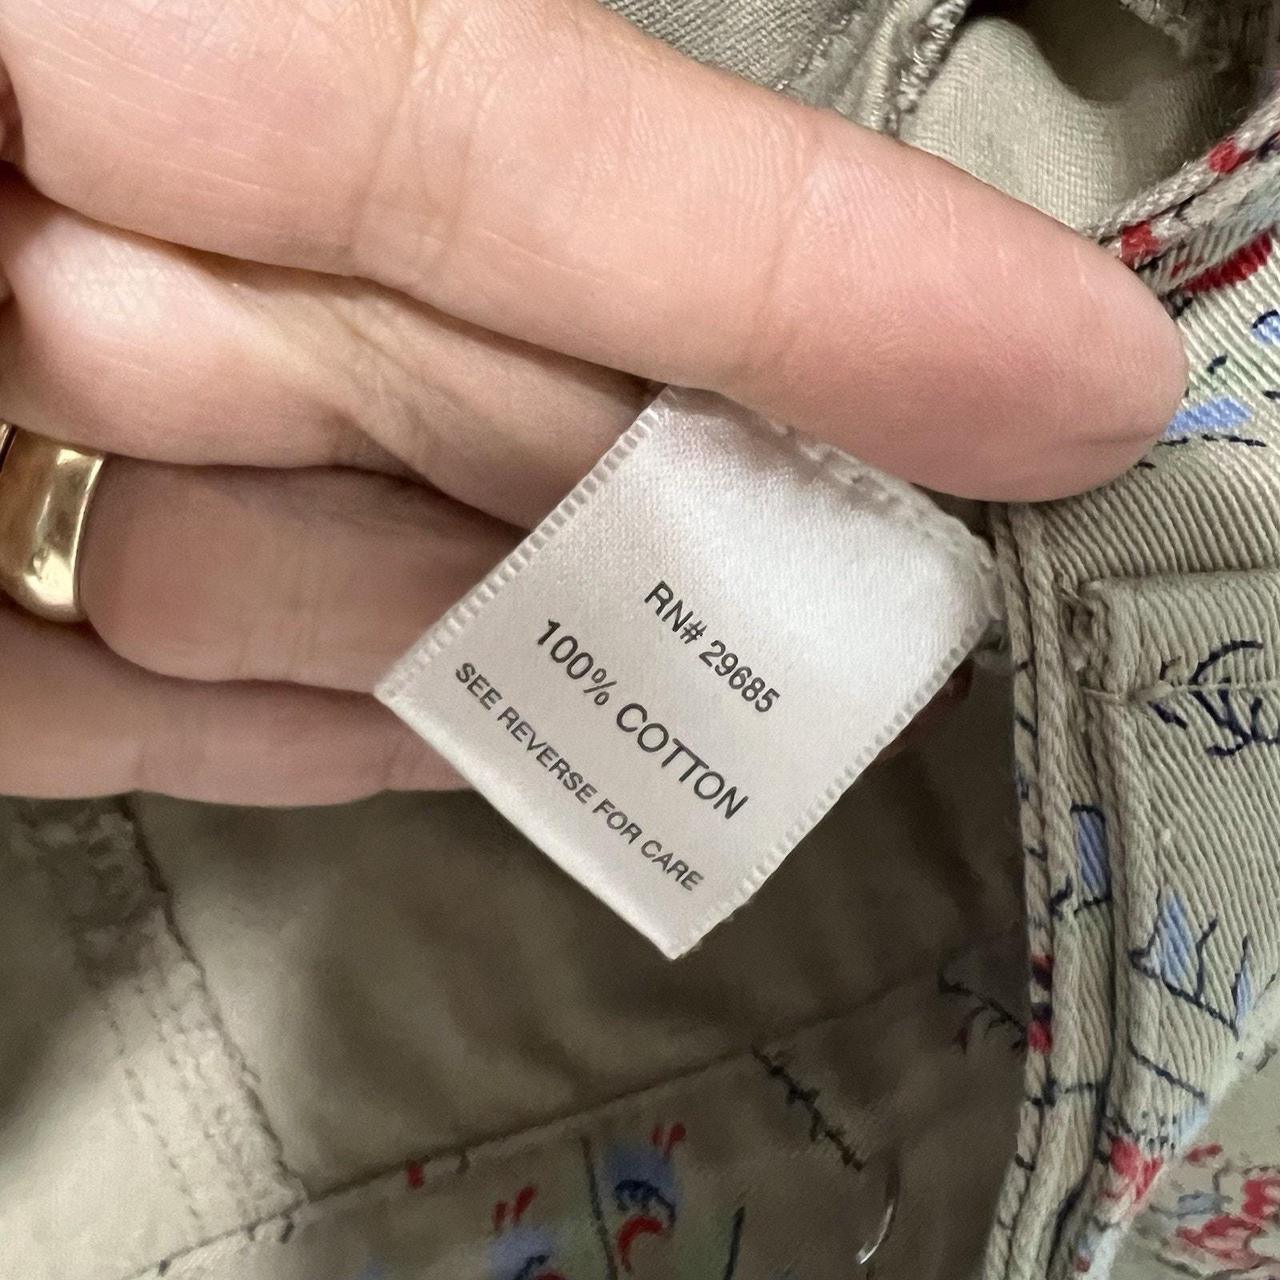 RN# 29685
100% COTTON
SEE REVERSE FOR CARE